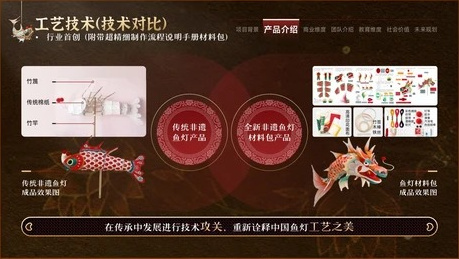 工艺技术(技术对比)
行业首创(附带超精细制作流程说明手册材料包)
项目背景 产品介绍 商业维度 团队介绍 教育维度 社会价值 未来规划
竹篾
传统棉纸
竹竿
传统非遗
鱼灯产品
全新非遗鱼灯
材料包产品
传统非遗鱼灯
成品效果图
鱼灯材料包
成品效果图
在传承中发展进行技术攻关，重新诠释中国鱼灯工艺之美